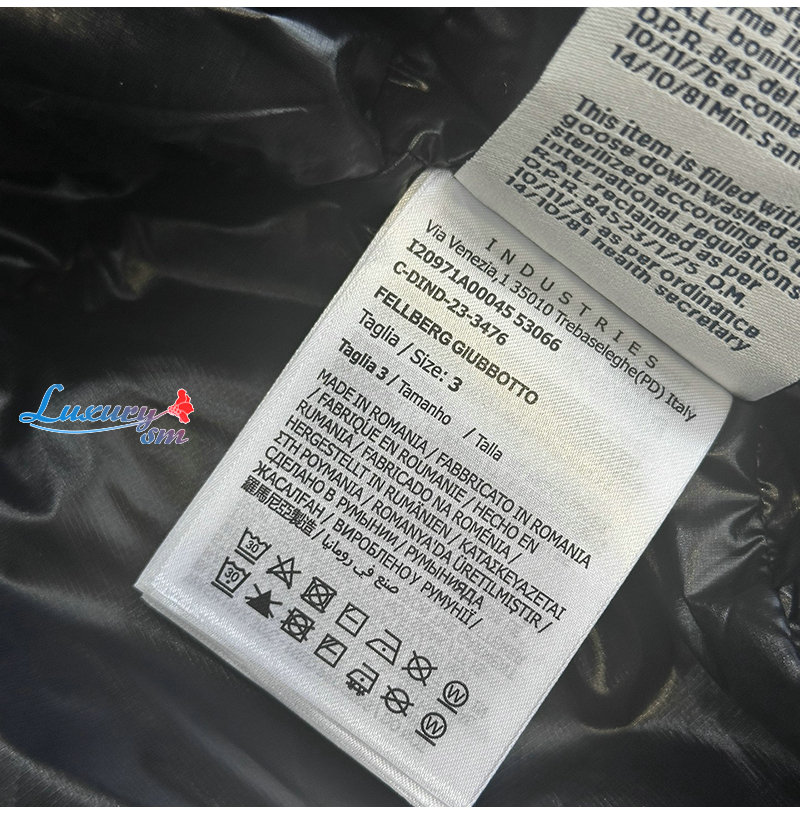 orme in
R.A.L. bonific
D.P.R. 845 del
10/11/76 e come
14/10/81 Min. San
This item is filled with
goose down washed a
sterilized according to t
international regulations
R.A.L. reclaimed as per
D.P.R. 845 23/1/75, D.M.
10/11/76 as per ordinance
14/10/81 health secretary
INDUSTRIES
Via Venezia,1 35010 Trebaseleghe(PD) Italy
I20971A00045 53066
C-DIND-23-3476
FELLBERG GIUBBOTTO
Taglia / Size: 3
Taglia 3 / Tamanho / Talla
MADE IN ROMANIA / FABBRICATO IN ROMANIA
/ FABRIQUÉ EN ROUMANIE / HECHO EN
RUMANIA / FABRICADO NA ROMÉNIA /
HERGESTELLT IN RUMÄNIEN / ΚΑΤΑΣΚΕΥΑΖΕΤΑΙ
ΣΤΗ ΡΟΥΜΑΝΙΑ / ROMANYA'DA ÜRETILMIŞTIR /
СДЕЛАНО В РУМЫНИИ / РУМЫНИЯДА
ЖАСАЛҒАН / ВИРОБЛЕНО У РУМУНІЇ /
羅馬尼亞製造 / صنع في رومانيا
30
W
30
W
Luxury
sm